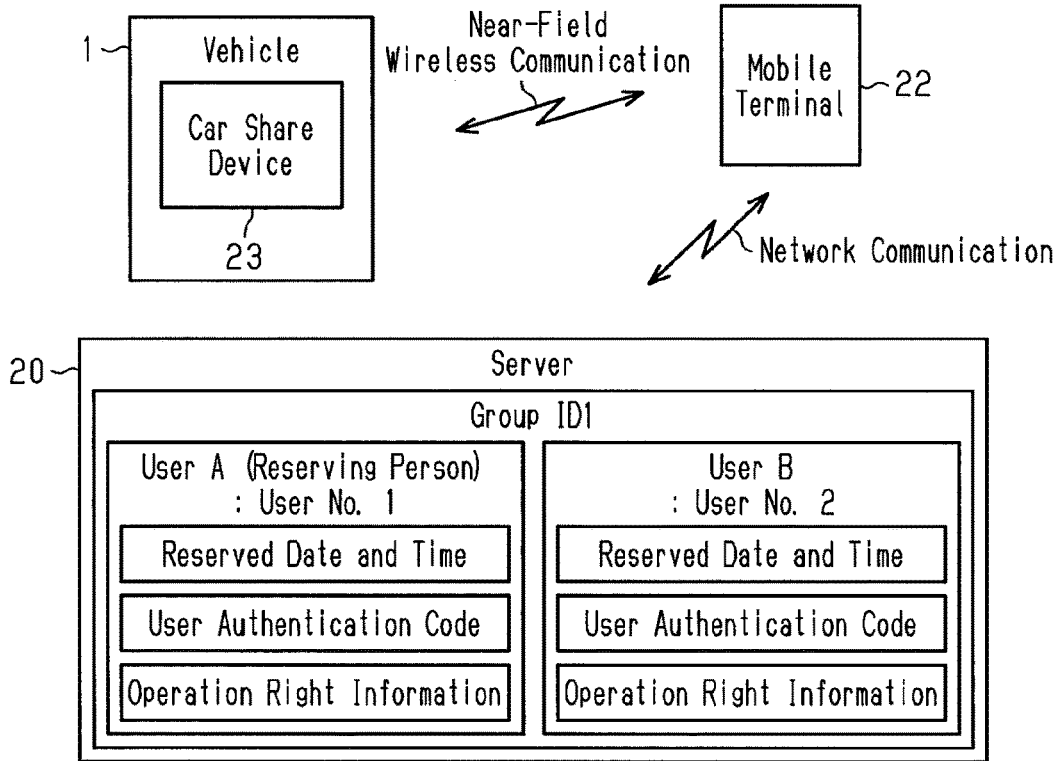 1
Vehicle
Car Share
Device
23
Near-Field
Wireless Communication
Mobile
Terminal
22
Network Communication
20
Server
Group ID1
User A (Reserving Person)
: User No. 1
Reserved Date and Time
User Authentication Code
Operation Right Information
User B
: User No. 2
Reserved Date and Time
User Authentication Code
Operation Right Information